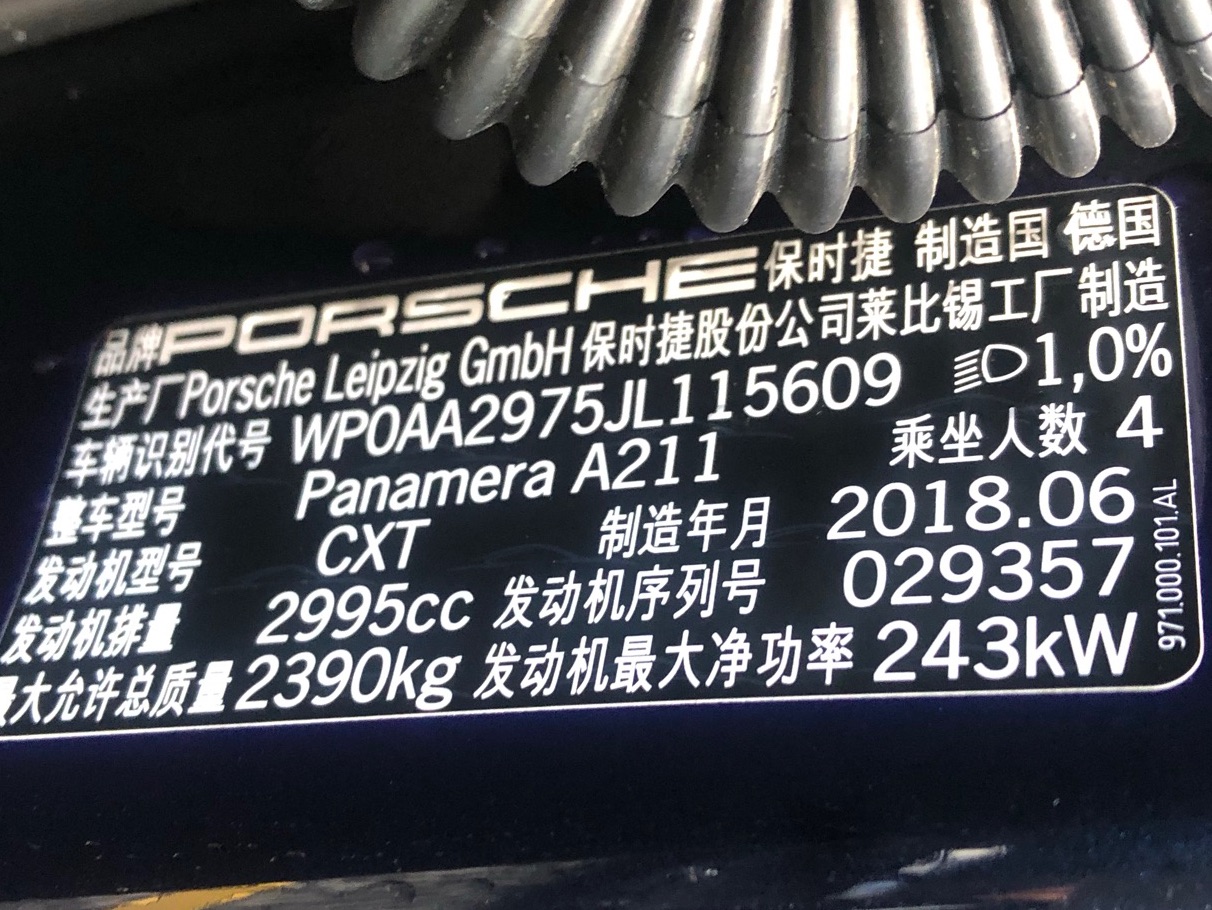 品牌PORSCHE保时捷 制造国 德国
生产厂Porsche Leipzig GmbH保时捷股份公司莱比锡工厂制造
车辆识别代号 WP0AA2975JL115609 1,0%
整车型号 Panamera A211 乘坐人数 4
发动机型号 CXT 制造年月 2018.06
发动机排量 2995cc 发动机序列号 029357
最大允许总质量2390kg 发动机最大净功率 243kW
971.000.101.AL